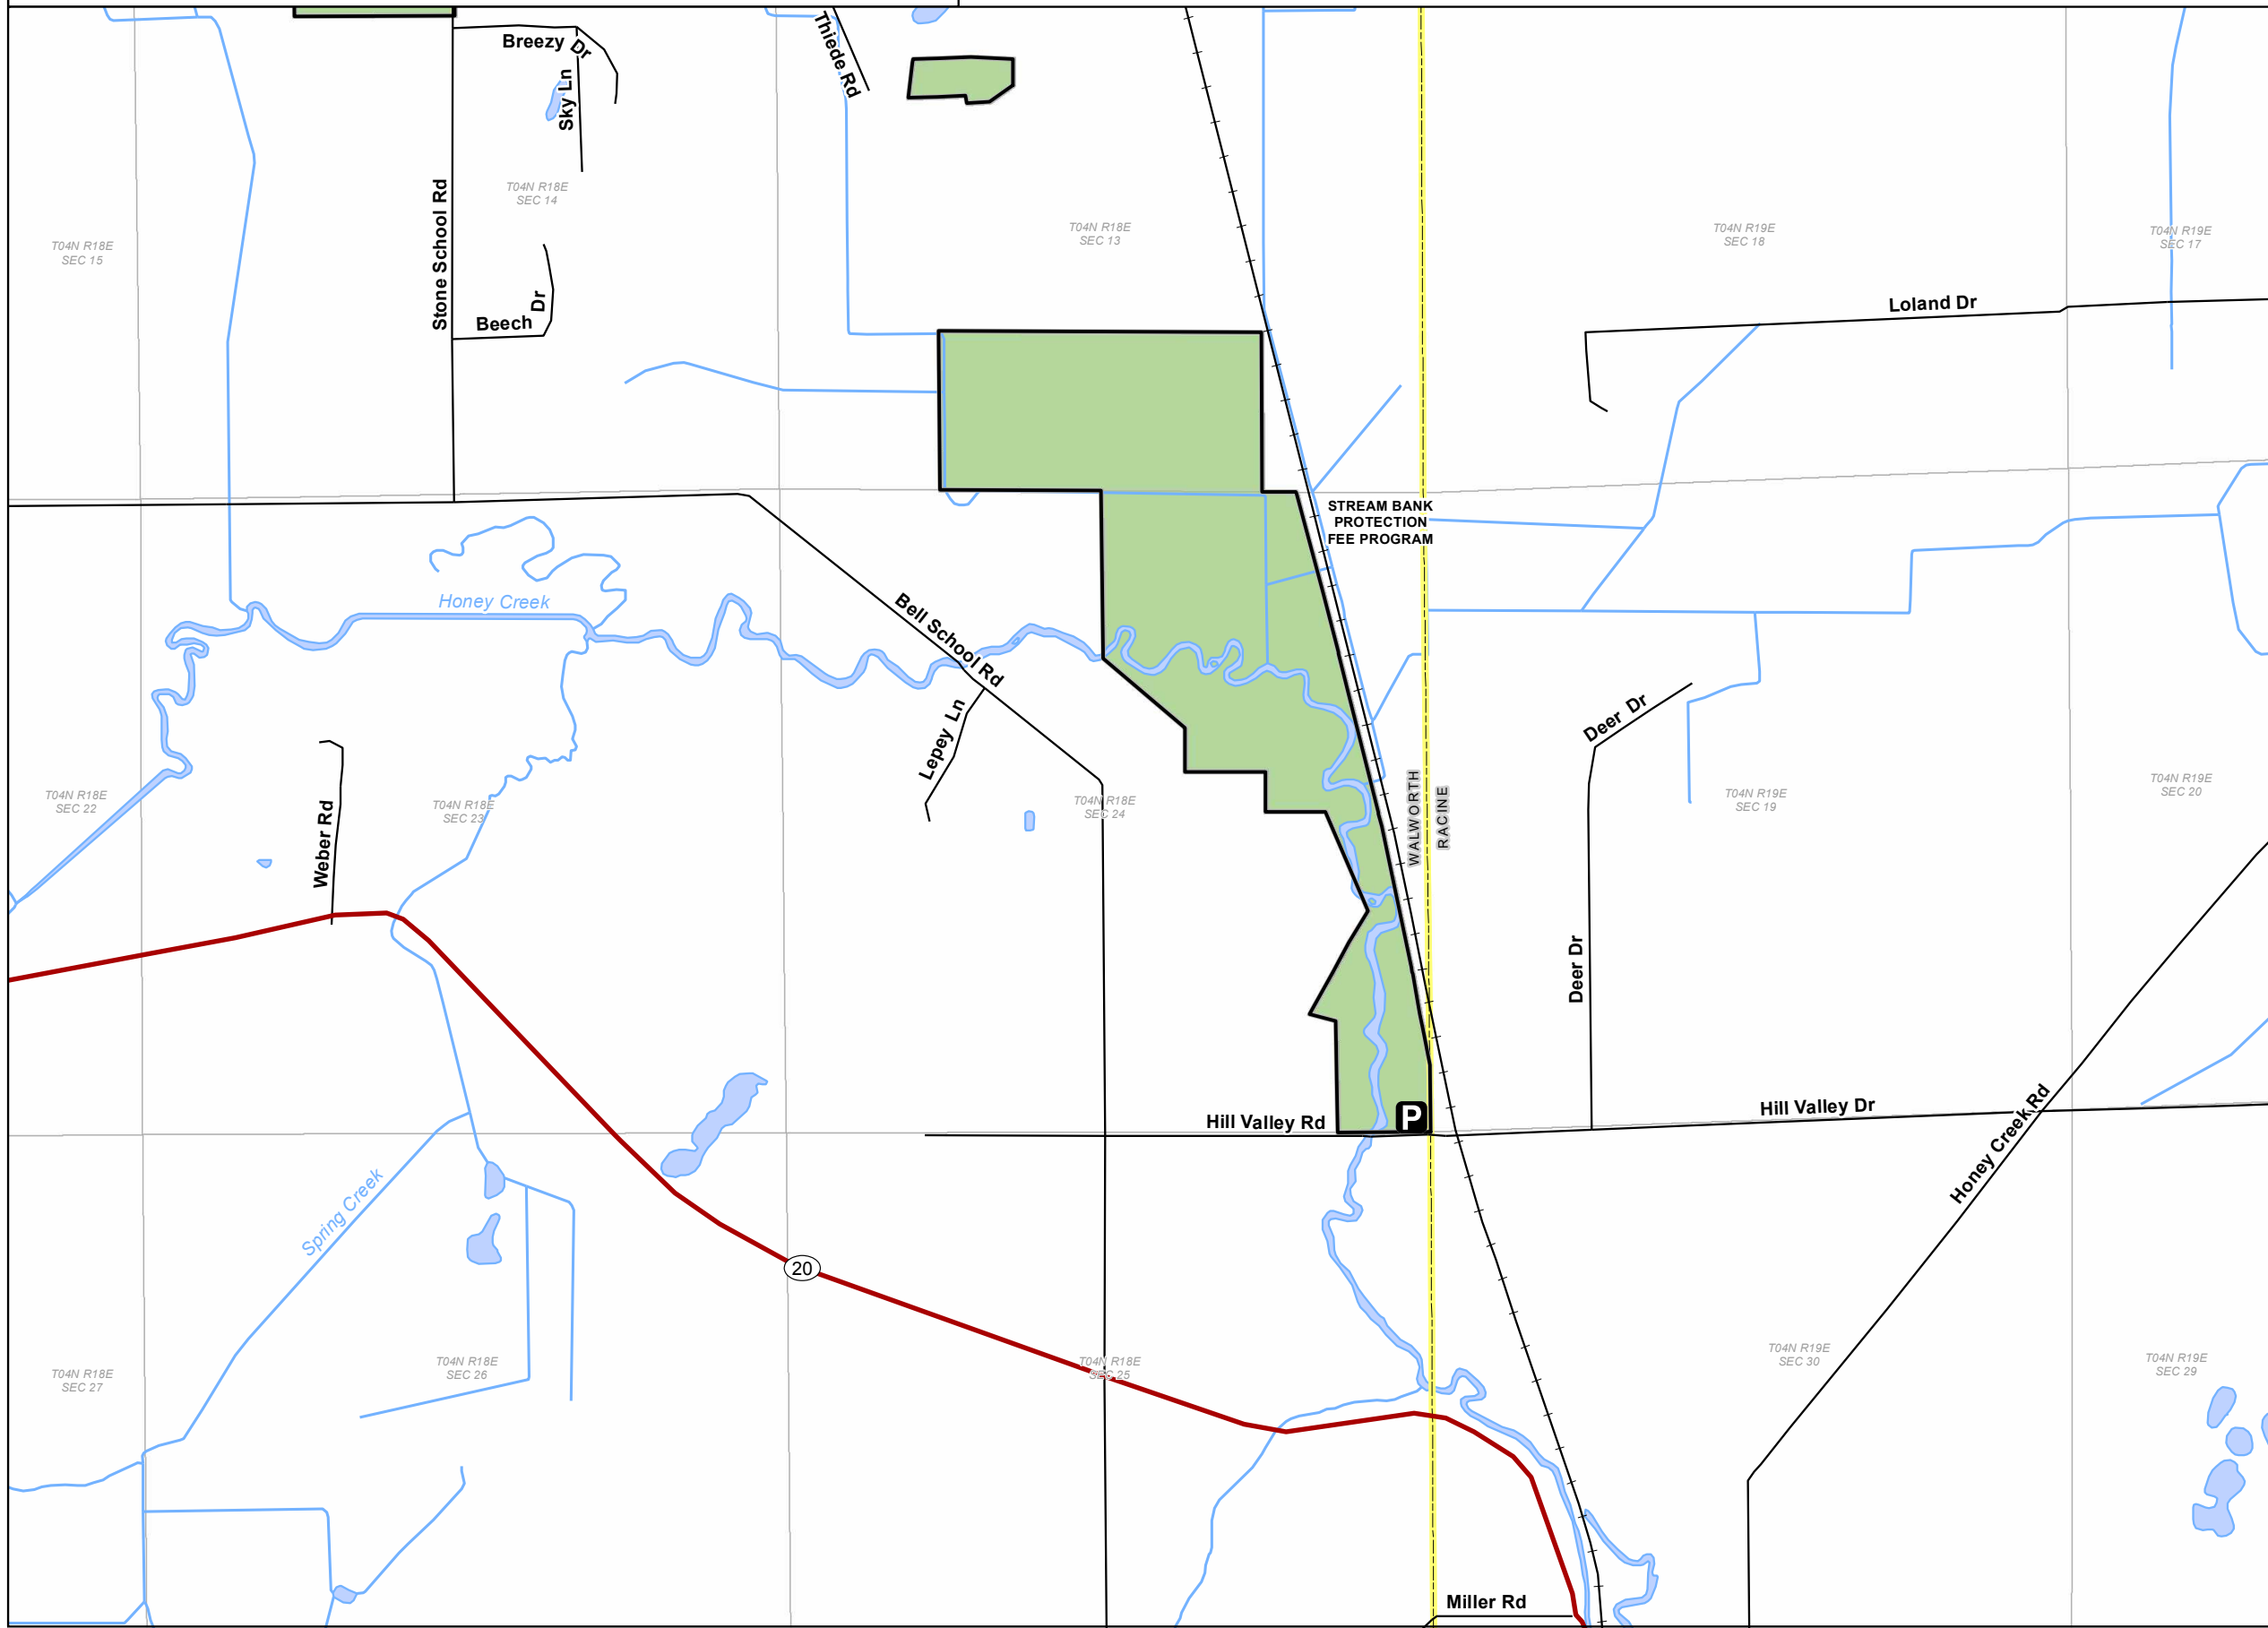 Breezy Dr
Thiede Rd
Sky Ln
Stone School Rd
T04N R18E
SEC 14
T04N R18E
SEC 13
T04N R19E
SEC 18
T04N R19E
SEC 17
T04N R18E
SEC 15
Beech Dr
Loland Dr
STREAM BANK
PROTECTION
FEE PROGRAM
Honey Creek
Bell School Rd
Lepey Ln
Deer Dr
WALWORTH
RACINE
T04N R18E
SEC 22
Weber Rd
T04N R18E
SEC 23
T04N R18E
SEC 24
T04N R19E
SEC 19
T04N R19E
SEC 20
Deer Dr
P
Hill Valley Rd
Hill Valley Dr
Honey Creek Rd
Spring Creek
20
T04N R18E
SEC 27
T04N R18E
SEC 26
T04N R18E
SEC 25
T04N R19E
SEC 30
T04N R19E
SEC 29
Miller Rd